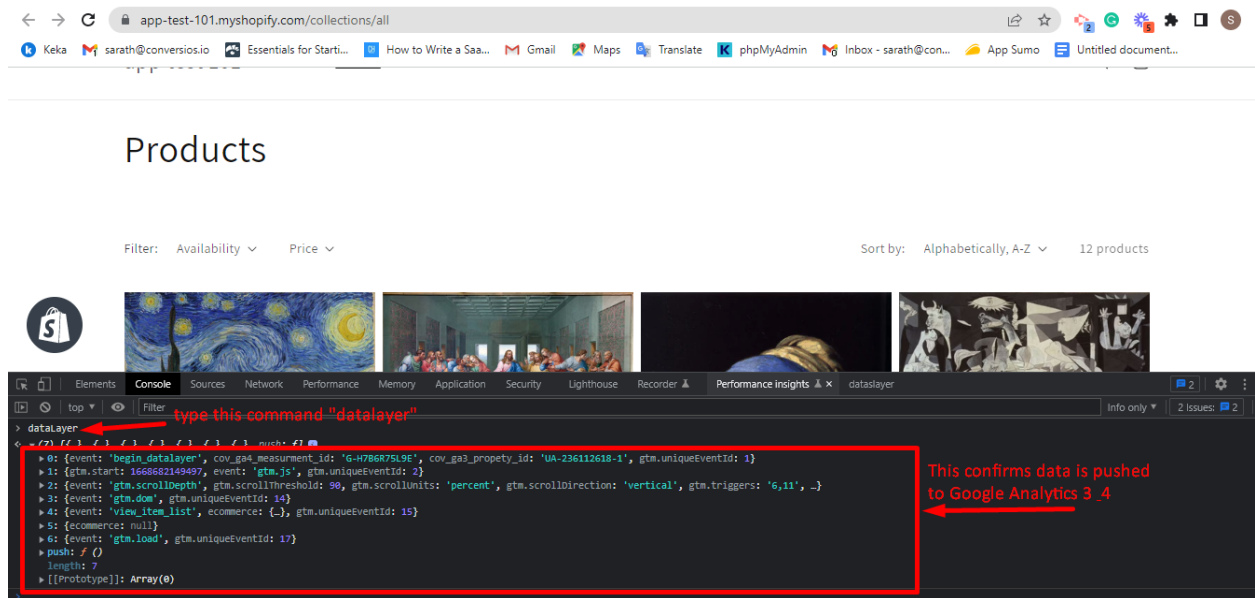 app-test-101.myshopify.com/collections/all
2
5
S
Keka sarath@conversios.io Essentials for Starti... How to Write a Saa... Gmail Maps Translate phpMyAdmin Inbox - sarath@con... App Sumo Untitled document...
Products
Filter: Availability Price
Sort by: Alphabetically, A-Z 12 products
Elements Console Sources Network Performance Memory Application Security Lighthouse Recorder Performance insights × dataslayer 2
top Filter Info only 2 Issues: 2
type this command "datalayer"
> dataLayer
(7) [{…}, {…}, {…}, {…}, {…}, {…}, {…}, push: ƒ]
0: {event: 'begin_datalayer', cov_ga4_measurment_id: 'G-H7B6R75L9E', cov_ga3_propety_id: 'UA-236112618-1', gtm.uniqueEventId: 1}
1: {gtm.start: 1668682149497, event: 'gtm.js', gtm.uniqueEventId: 2}
2: {event: 'gtm.scrollDepth', gtm.scrollThreshold: 90, gtm.scrollUnits: 'percent', gtm.scrollDirection: 'vertical', gtm.triggers: '6,11', …}
3: {event: 'gtm.dom', gtm.uniqueEventId: 14}
4: {event: 'view_item_list', ecommerce: {…}, gtm.uniqueEventId: 15}
5: {ecommerce: null}
6: {event: 'gtm.load', gtm.uniqueEventId: 17}
push: ƒ ()
length: 7
[[Prototype]]: Array(0)
This confirms data is pushed
to Google Analytics 3_4